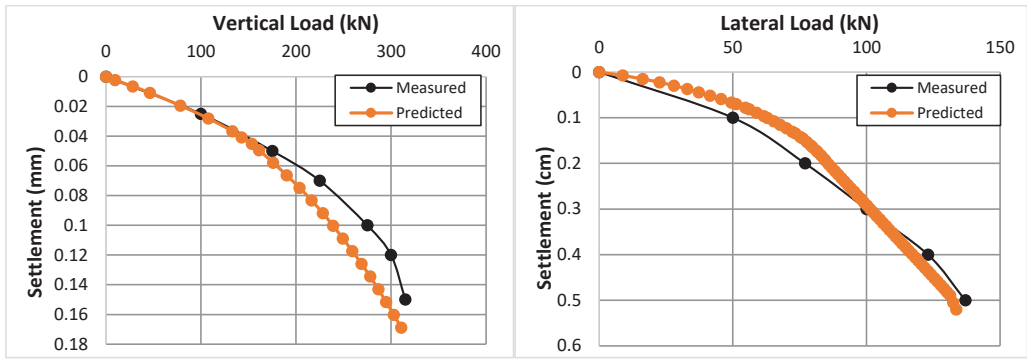 Vertical Load (kN)
0 100 200 300 400
0
0.02
0.04
0.06
0.08
0.1
0.12
0.14
0.16
0.18
Settlement (mm)
Measured
Predicted
Lateral Load (kN)
0 50 100 150
0
0.1
0.2
0.3
0.4
0.5
0.6
Settlement (cm)
Measured
Predicted